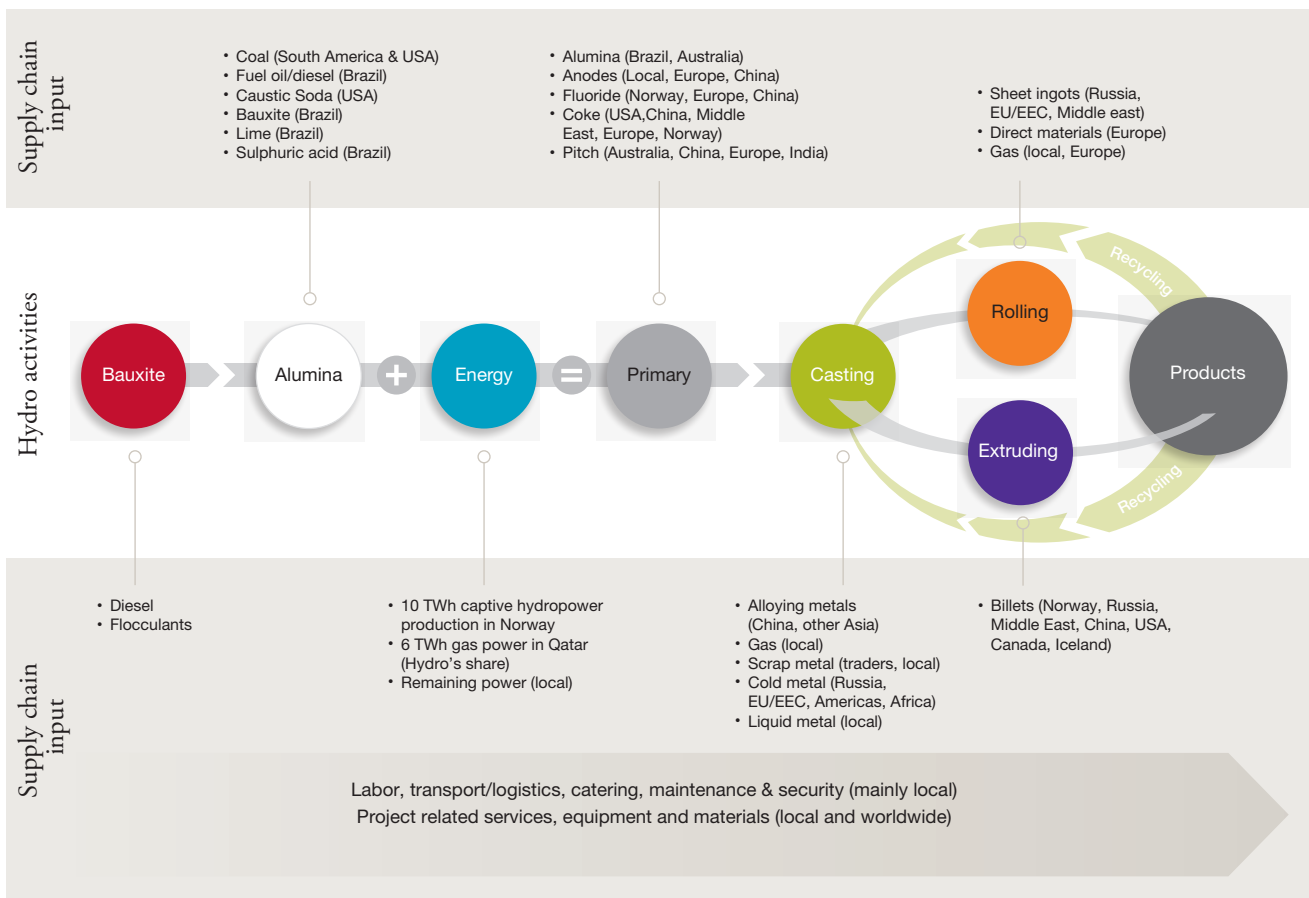 Supply chain
input
• Coal (South America & USA)
• Fuel oil/diesel (Brazil)
• Caustic Soda (USA)
• Bauxite (Brazil)
• Lime (Brazil)
• Sulphuric acid (Brazil)
• Alumina (Brazil, Australia)
• Anodes (Local, Europe, China)
• Fluoride (Norway, Europe, China)
• Coke (USA,China, Middle
East, Europe, Norway)
• Pitch (Australia, China, Europe, India)
• Sheet ingots (Russia,
EU/EEC, Middle east)
• Direct materials (Europe)
• Gas (local, Europe)
Hydro activities
Bauxite
Alumina
+
Energy
=
Primary
Casting
Rolling
Extruding
Recycling
Recycling
Products
Supply chain
input
• Diesel
• Flocculants
• 10 TWh captive hydropower
production in Norway
• 6 TWh gas power in Qatar
(Hydro's share)
• Remaining power (local)
• Alloying metals
(China, other Asia)
• Gas (local)
• Scrap metal (traders, local)
• Cold metal (Russia,
EU/EEC, Americas, Africa)
• Liquid metal (local)
• Billets (Norway, Russia,
Middle East, China, USA,
Canada, Iceland)
Labor, transport/logistics, catering, maintenance & security (mainly local)
Project related services, equipment and materials (local and worldwide)